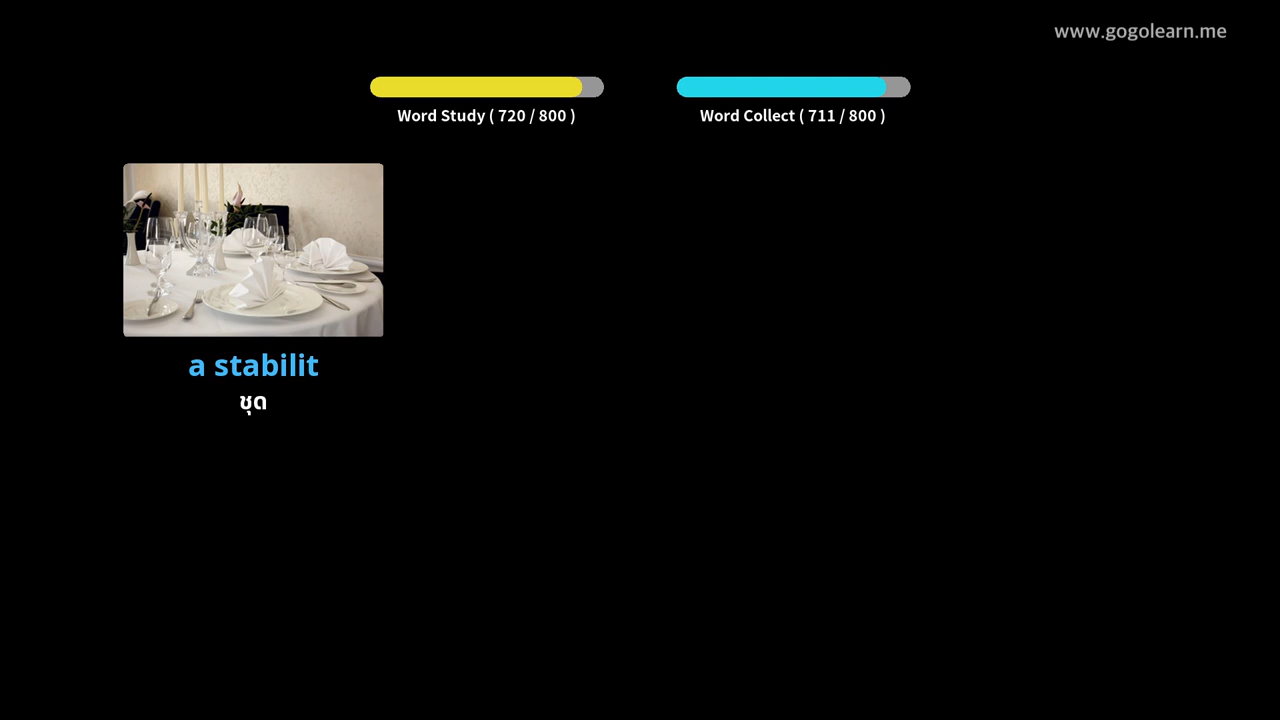 www.gogolearn.me
Word Study ( 720 / 800 )
Word Collect ( 711 / 800 )
a stabilit
ชุด